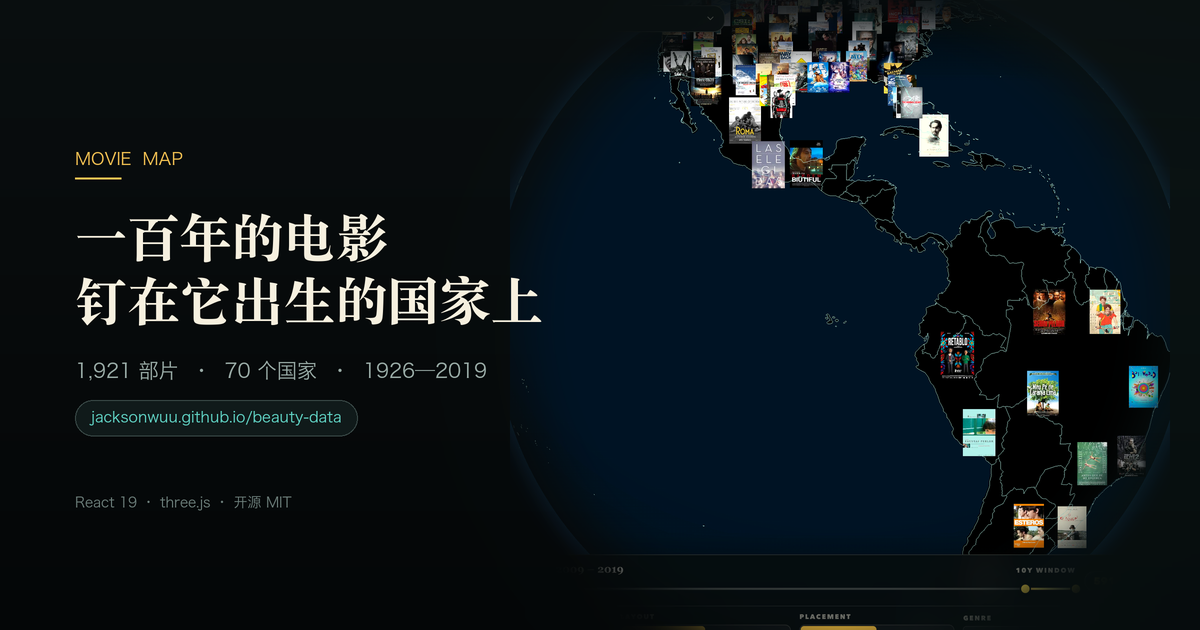 MOVIE MAP
一百年的电影
钉在它出生的国家上
1,921 部片 · 70 个国家 · 1926—2019
jacksonwuu.github.io/beauty-data
React 19 · three.js · 开源 MIT
ROMA
LAS
ELE
BIUTIFUL
RETABLO
ESTEROS
2019
10Y WINDOW
PLACEMENT
GENRE